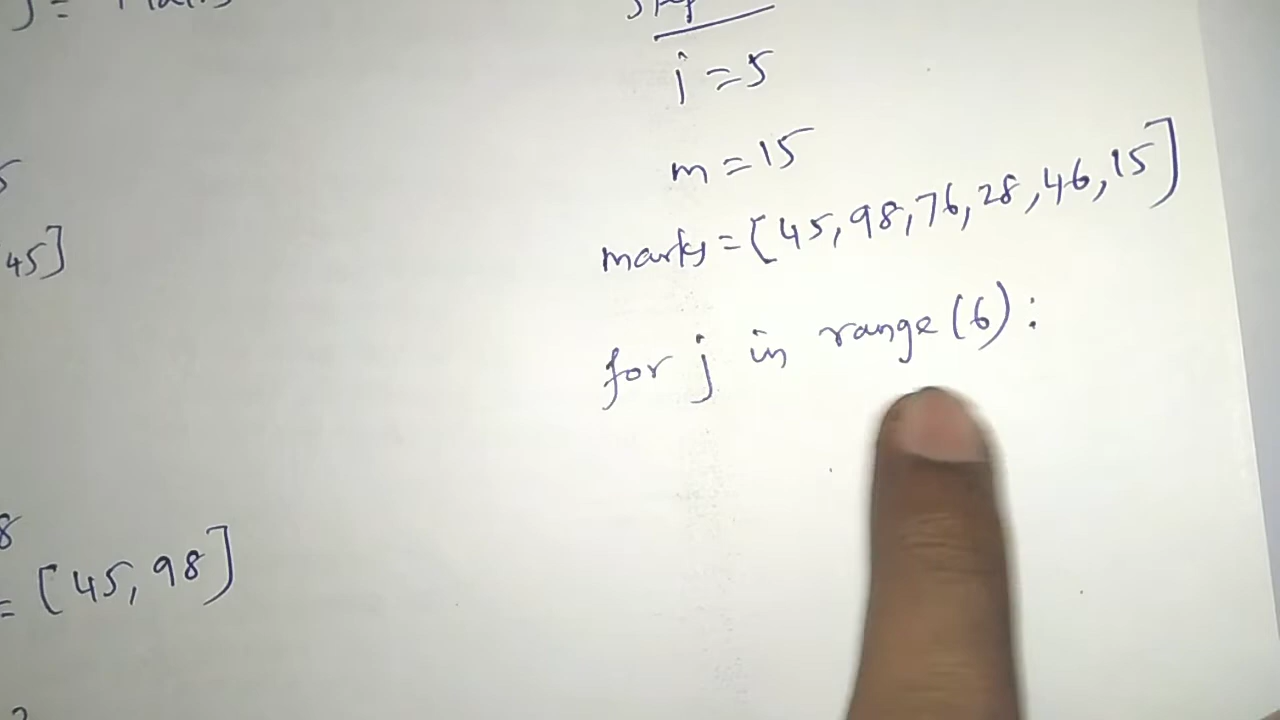 45]
= [45, 98]
i = 5
m = 15
marks = [45, 98, 76, 28, 46, 15]
for j in range (6):